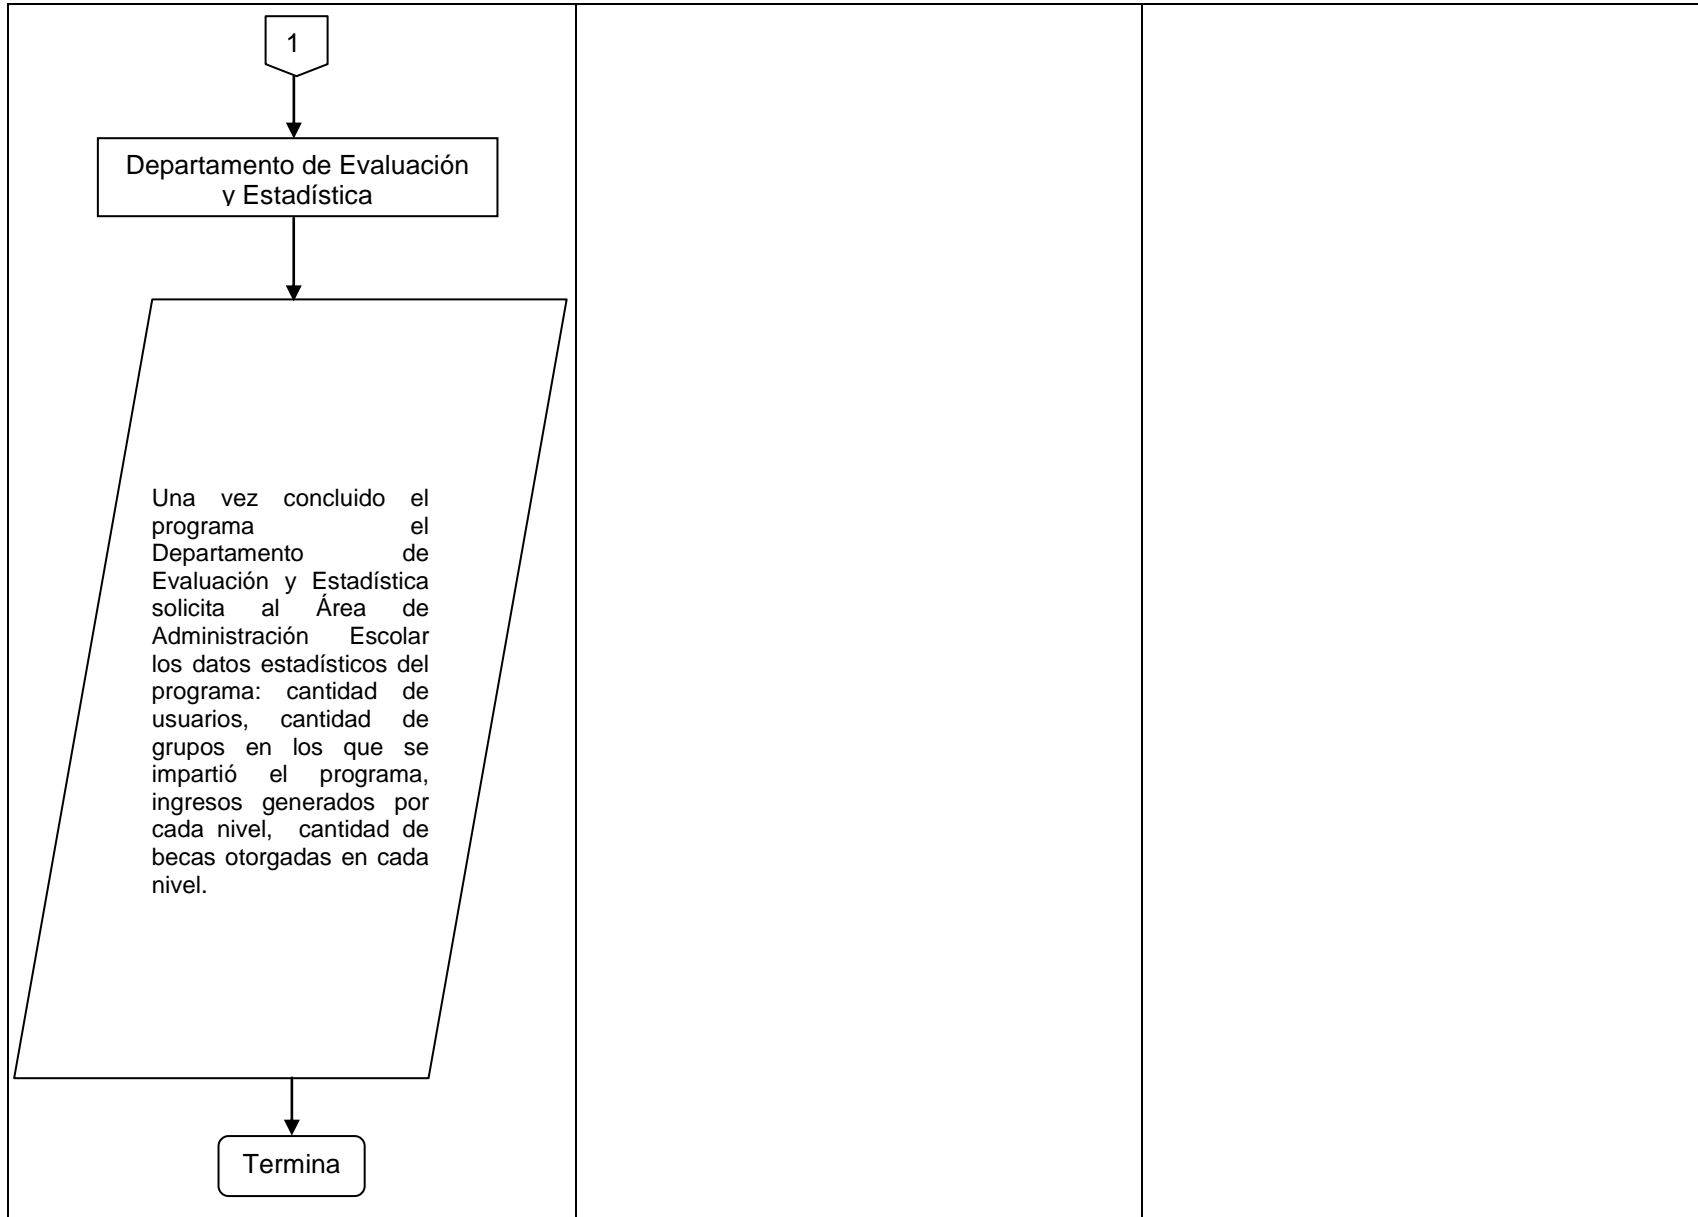 1
Departamento de Evaluación
y Estadística
Una vez concluido el
programa el
Departamento de
Evaluación y Estadística
solicita al Área de
Administración Escolar
los datos estadísticos del
programa: cantidad de
usuarios, cantidad de
grupos en los que se
impartió el programa,
ingresos generados por
cada nivel, cantidad de
becas otorgadas en cada
nivel.
Termina